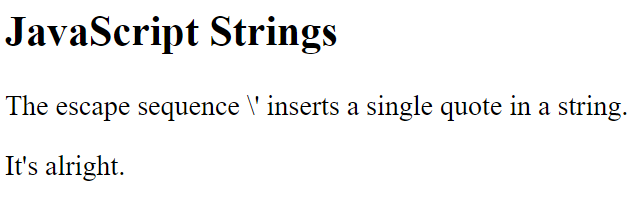 JavaScript Strings
The escape sequence \' inserts a single quote in a string.
It's alright.